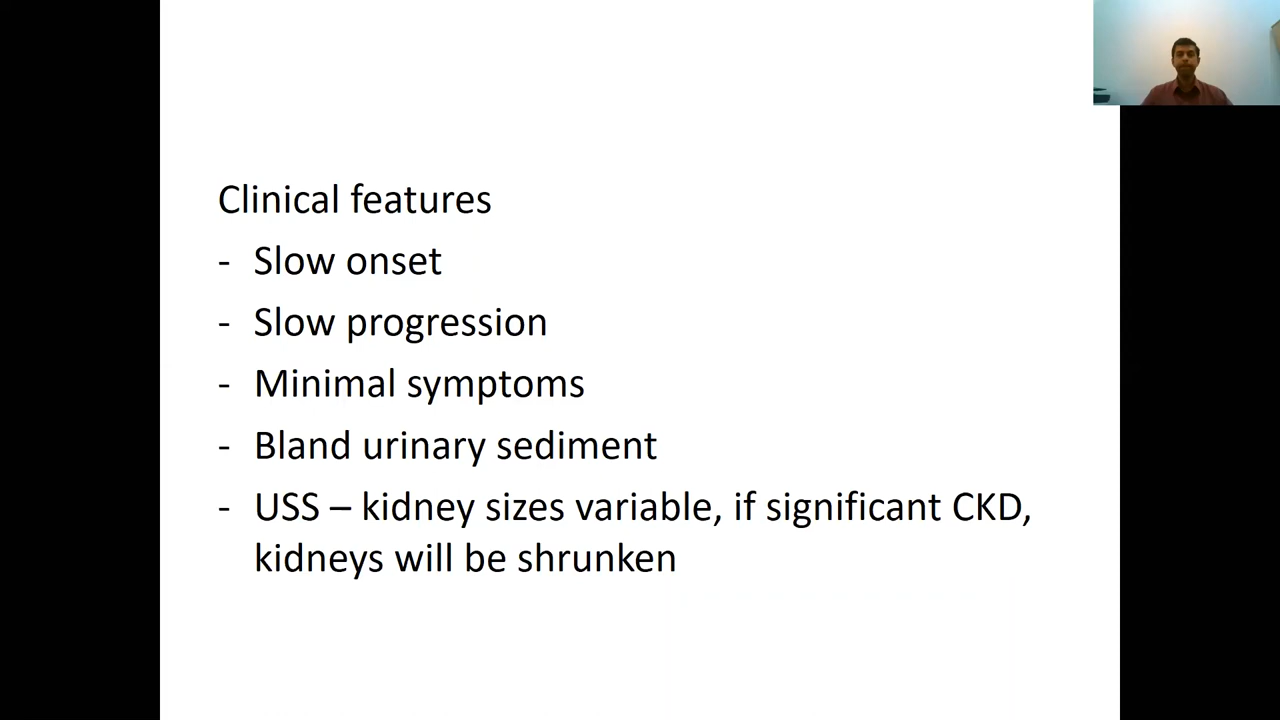 Clinical features
- Slow onset
- Slow progression
- Minimal symptoms
- Bland urinary sediment
- USS – kidney sizes variable, if significant CKD,
kidneys will be shrunken